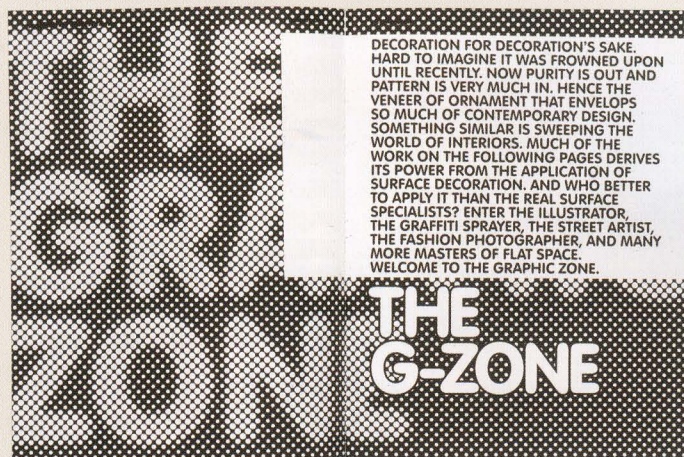 THE
GRA
ZONE
DECORATION FOR DECORATION'S SAKE.
HARD TO IMAGINE IT WAS FROWNED UPON
UNTIL RECENTLY. NOW PURITY IS OUT AND
PATTERN IS VERY MUCH IN. HENCE THE
VENEER OF ORNAMENT THAT ENVELOPS
SO MUCH OF CONTEMPORARY DESIGN.
SOMETHING SIMILAR IS SWEEPING THE
WORLD OF INTERIORS. MUCH OF THE
WORK ON THE FOLLOWING PAGES DERIVES
ITS POWER FROM THE APPLICATION OF
SURFACE DECORATION. AND WHO BETTER
TO APPLY IT THAN THE REAL SURFACE
SPECIALISTS? ENTER THE ILLUSTRATOR,
THE GRAFFITI SPRAYER, THE STREET ARTIST,
THE FASHION PHOTOGRAPHER, AND MANY
MORE MASTERS OF FLAT SPACE.
WELCOME TO THE GRAPHIC ZONE.
THE
G-ZONE